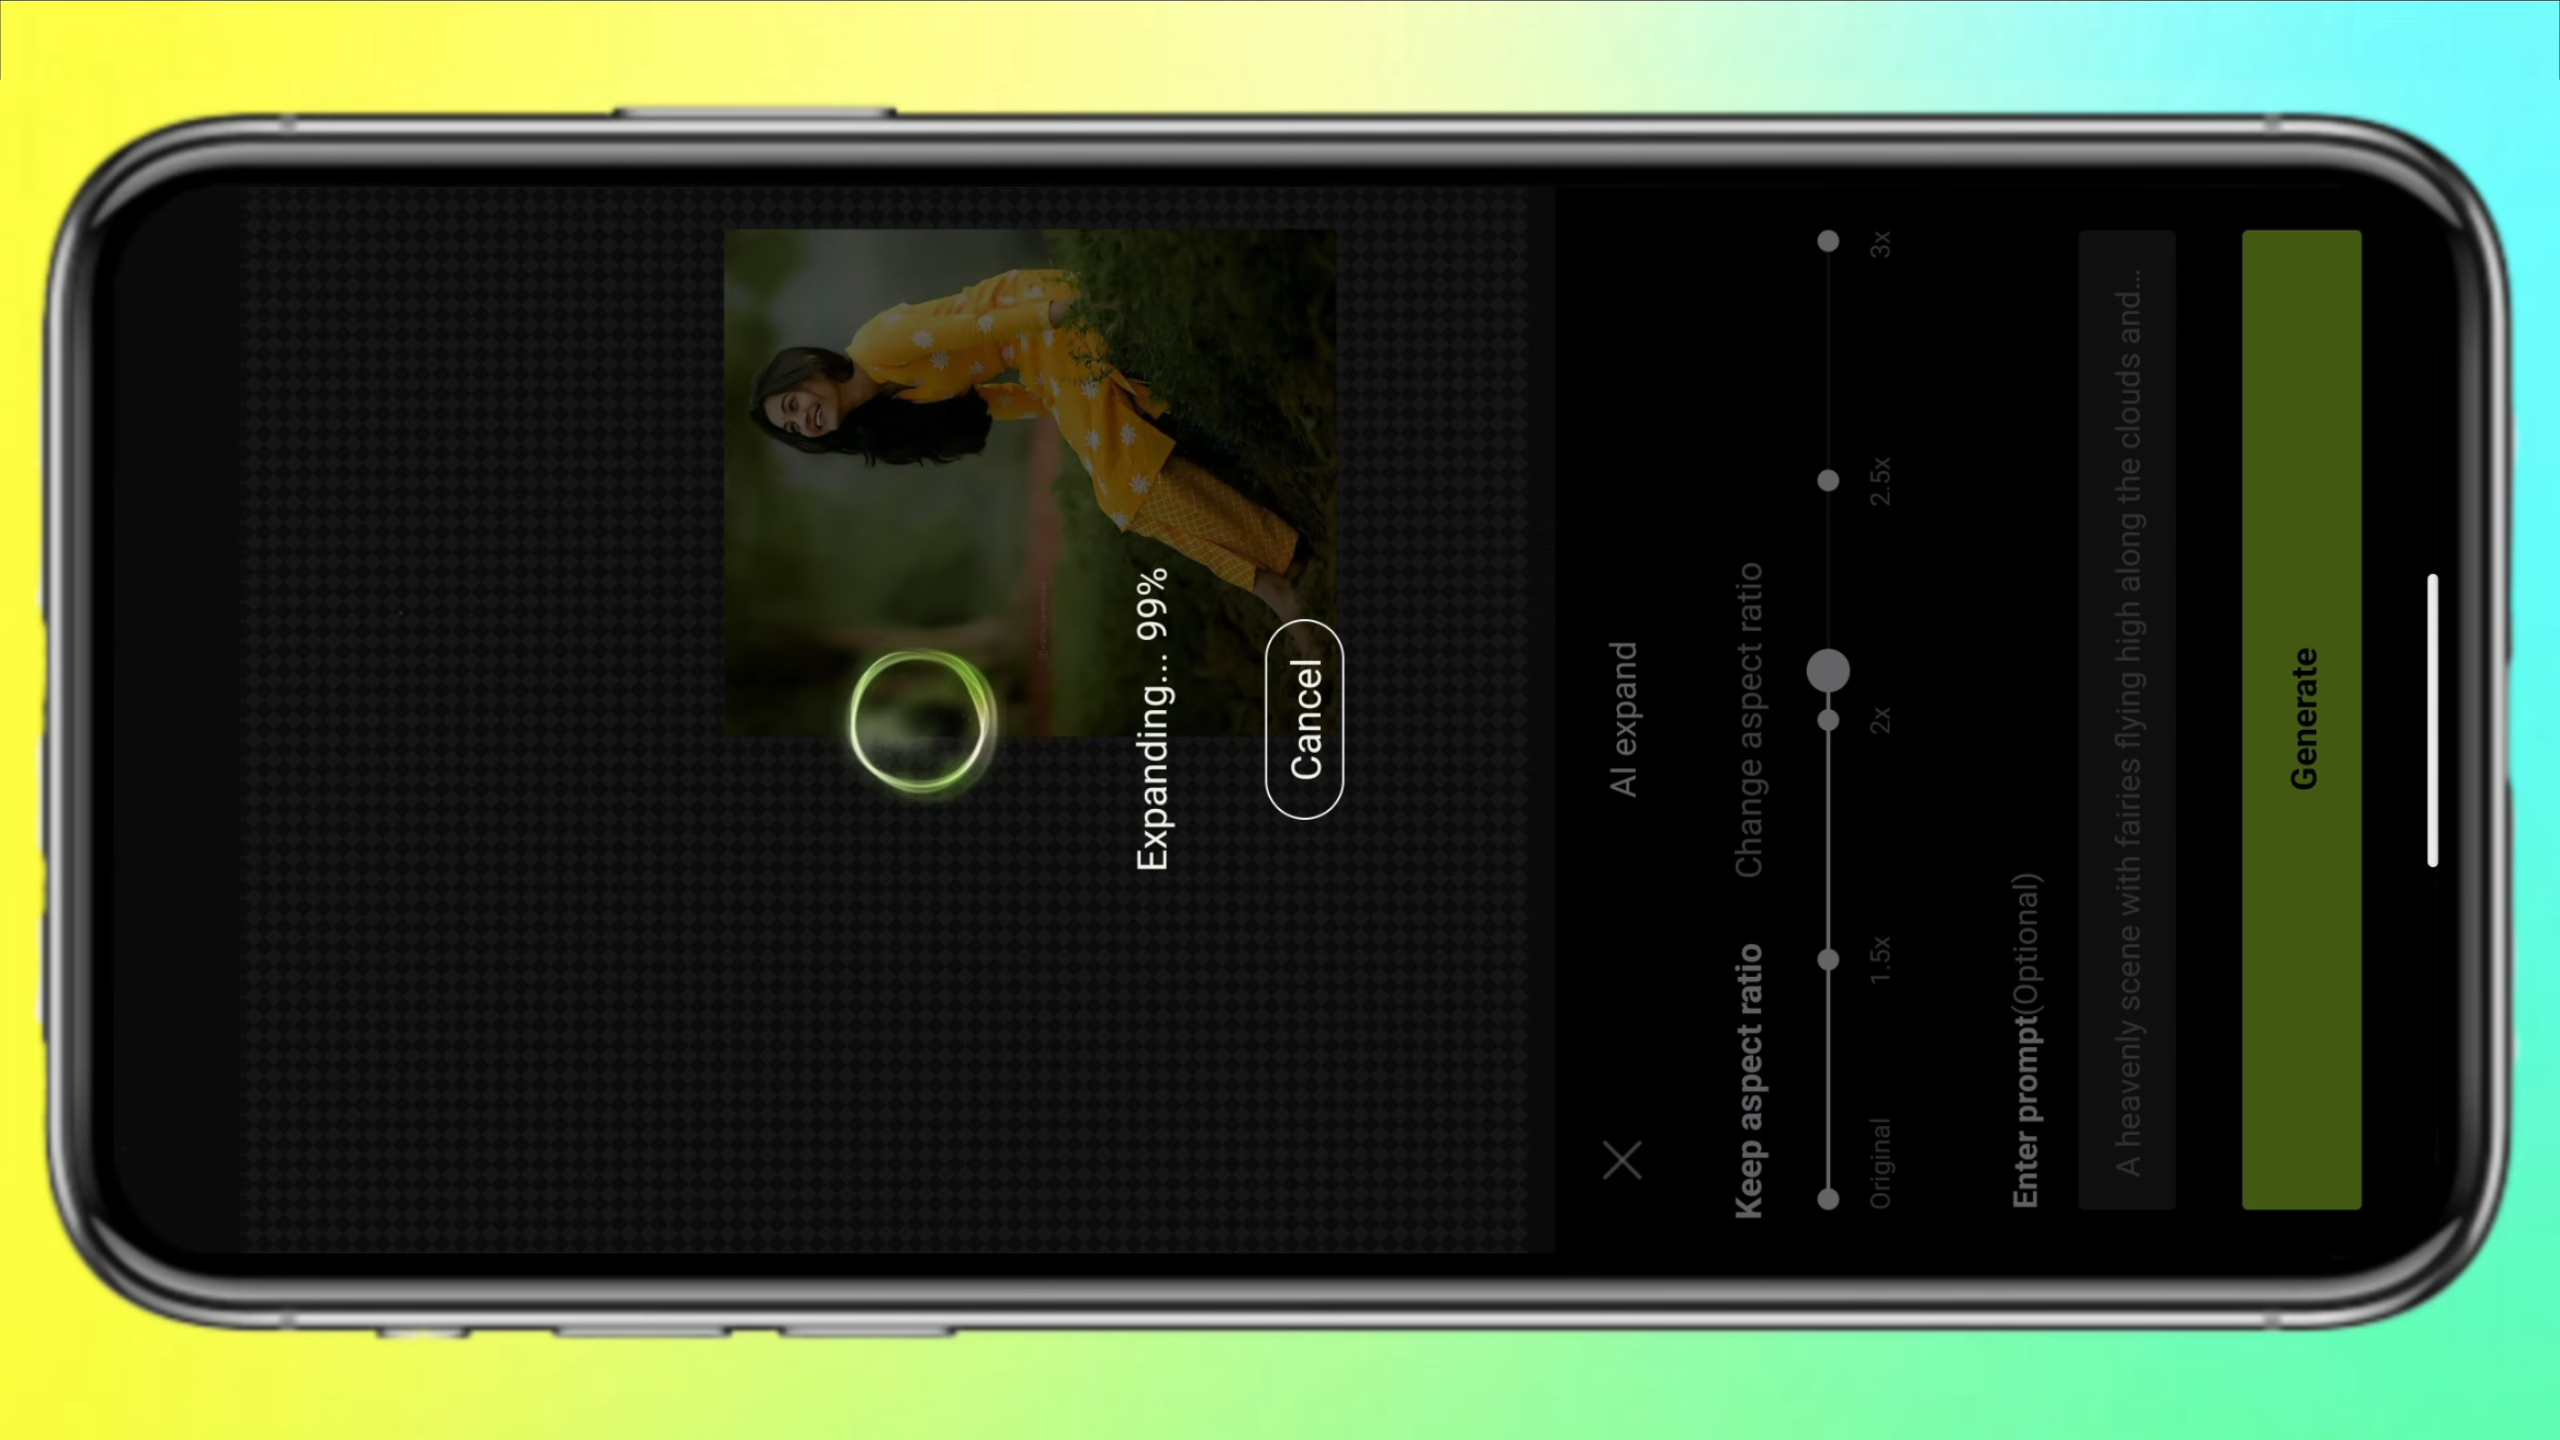 Expanding... 99%
Cancel
AI expand
Keep aspect ratio
Change aspect ratio
Original
1.5x
2x
2.5x
3x
Enter prompt(Optional)
A heavenly scene with fairies flying high along the clouds and...
Generate